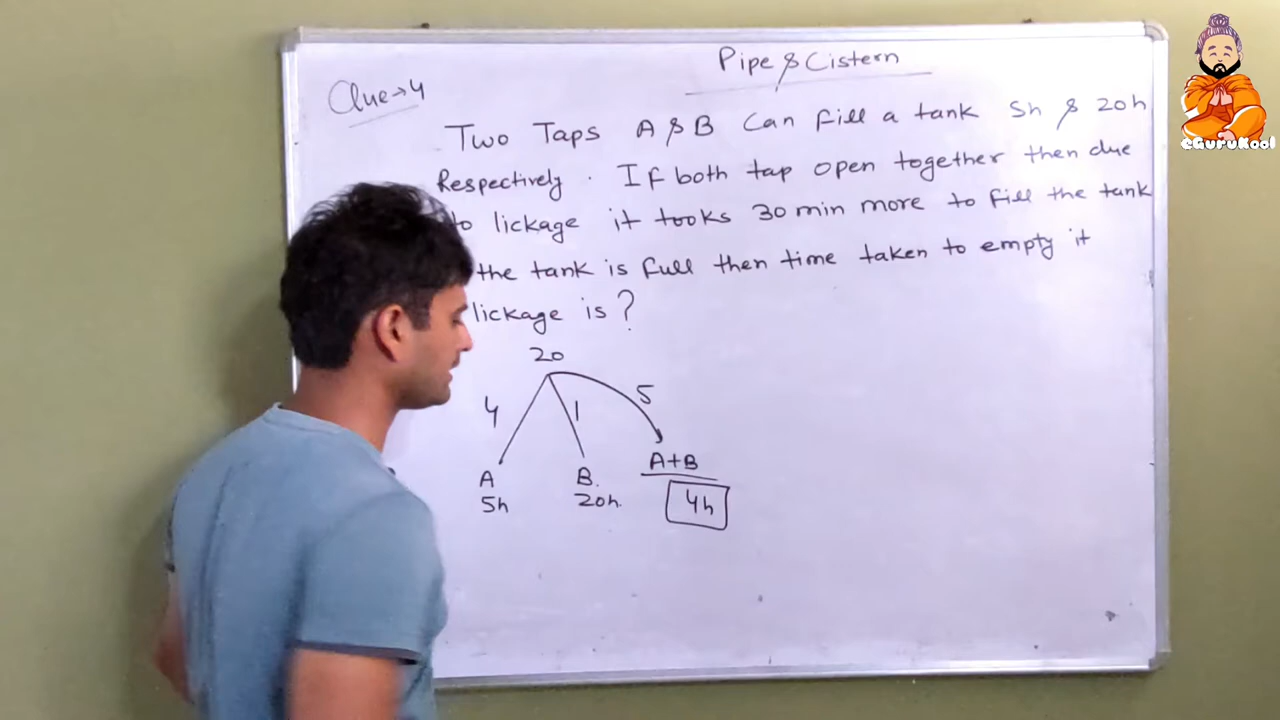 Pipe & Cistern
Clue→4
Two Taps A & B Can fill a tank 5h & 20h
Respectively. If both tap open together then due
to lickage it tooks 30 min more to fill the tank
the tank is full then time taken to empty it
lickage is ?
20
4 1 5
A B. A+B
5h 20h. 4h
eGuruKool